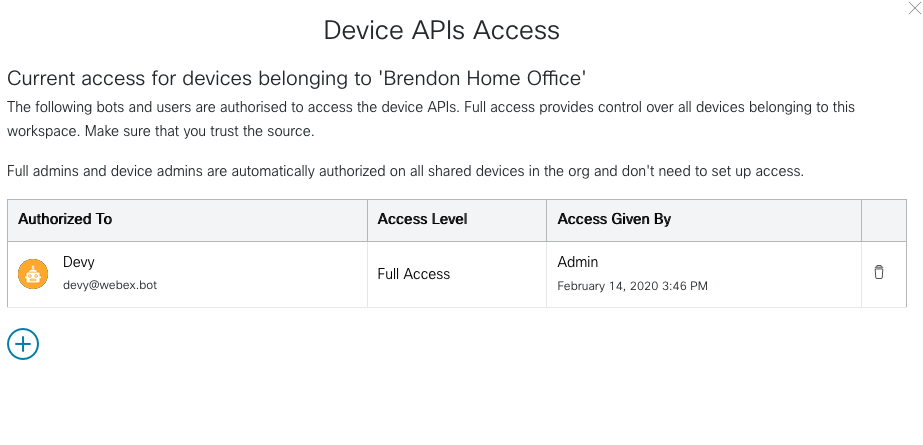 Device APIs Access
Current access for devices belonging to 'Brendon Home Office'
The following bots and users are authorised to access the device APIs. Full access provides control over all devices belonging to this
workspace. Make sure that you trust the source.
Full admins and device admins are automatically authorized on all shared devices in the org and don't need to set up access.
Authorized To
Access Level
Access Given By
Devy
devy@webex.bot
Full Access
Admin
February 14, 2020 3:46 PM